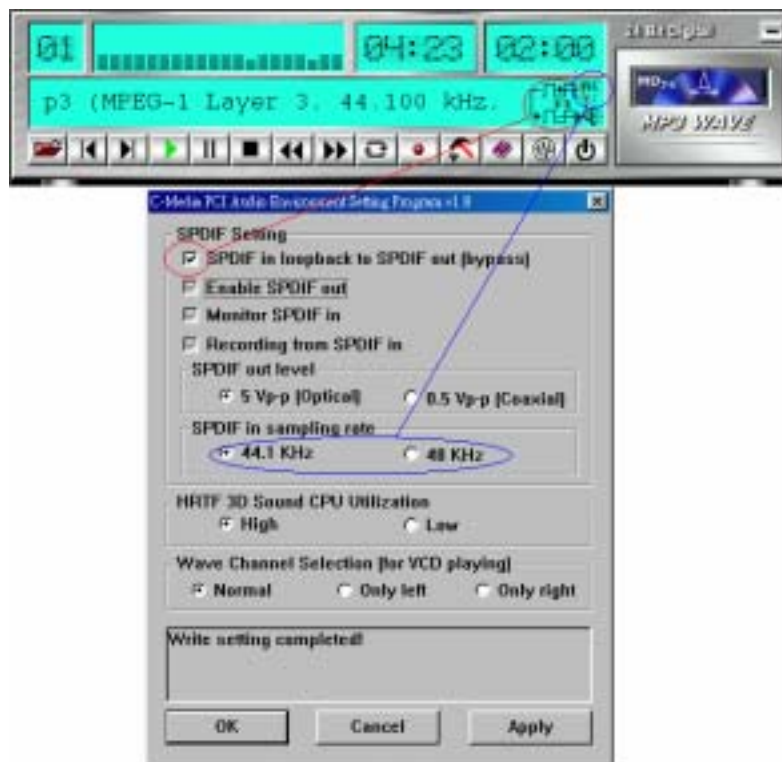 01 04:23 02:00
p3 (MPEG-1 Layer 3. 44.100 kHz.
MP3 WAVE
C-Media PCI Audio Environment Setting Program v1.8
SPDIF Setting
SPDIF in loopback to SPDIF out (bypass)
Enable SPDIF out
Monitor SPDIF in
Recording from SPDIF in
SPDIF out level
5 Vp-p (Optical) 0.5 Vp-p (Coaxial)
SPDIF in sampling rate
44.1 KHz 48 KHz
HRTF 3D Sound CPU Utilization
High Low
Wave Channel Selection (for VCD playing)
Normal Only left Only right
Write setting completed!
OK Cancel Apply